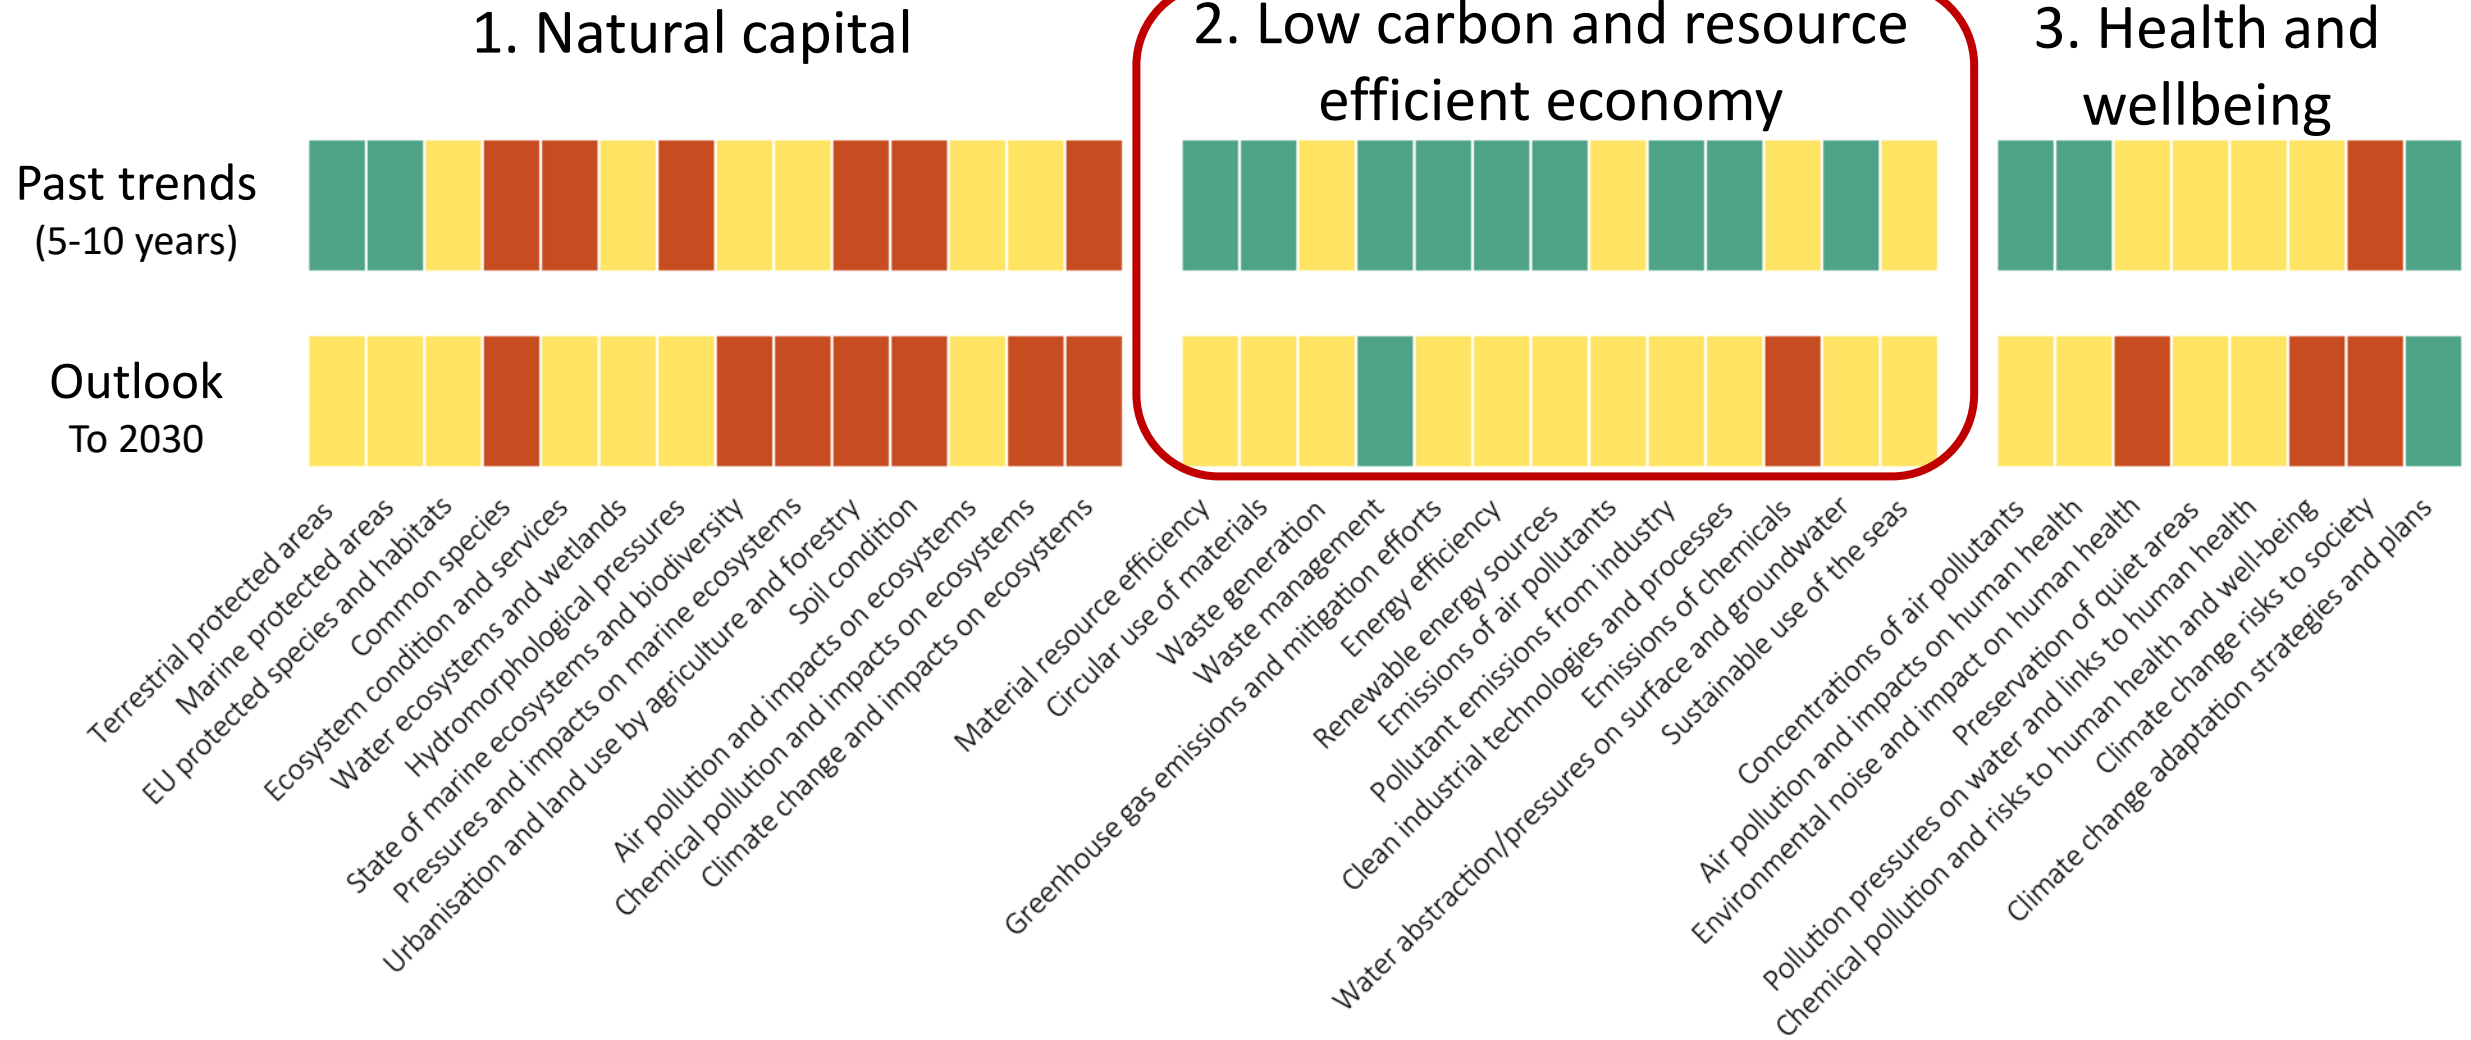 1. Natural capital
2. Low carbon and resource
efficient economy
3. Health and
wellbeing
Past trends
(5-10 years)
Outlook
To 2030
Terrestrial protected areas
Marine protected areas
EU protected species and habitats
Common species
Ecosystem condition and services
Water ecosystems and wetlands
Hydromorphological pressures
State of marine ecosystems and biodiversity
Pressures and impacts on marine ecosystems
Urbanisation and land use by agriculture and forestry
Soil condition
Air pollution and impacts on ecosystems
Chemical pollution and impacts on ecosystems
Climate change and impacts on ecosystems
Material resource efficiency
Circular use of materials
Waste generation
Waste management
Greenhouse gas emissions and mitigation efforts
Energy efficiency
Renewable energy sources
Emissions of air pollutants
Pollutant emissions from industry
Clean industrial technologies and processes
Emissions of chemicals
Water abstraction/pressures on surface and groundwater
Sustainable use of the seas
Concentrations of air pollutants
Air pollution and impacts on human health
Environmental noise and impact on human health
Preservation of quiet areas
Pollution pressures on water and links to human health
Chemical pollution and risks to human health and well-being
Climate change risks to society
Climate change adaptation strategies and plans